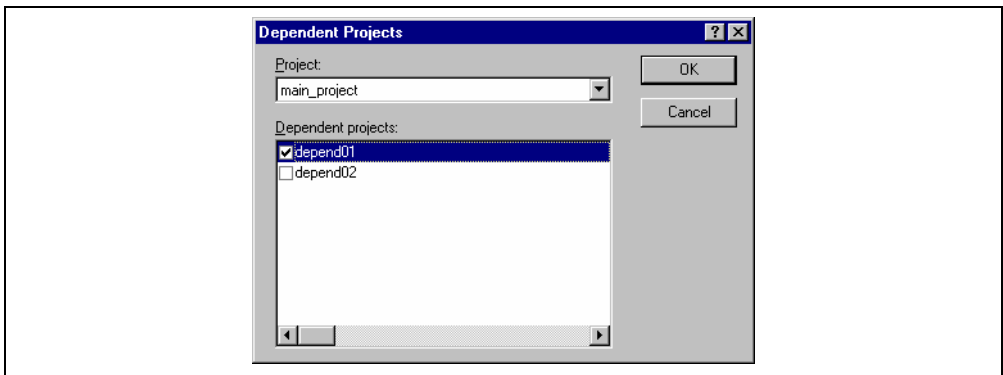 Dependent Projects
Project:
OK
main_project
Cancel
Dependent projects:
depend01
depend02